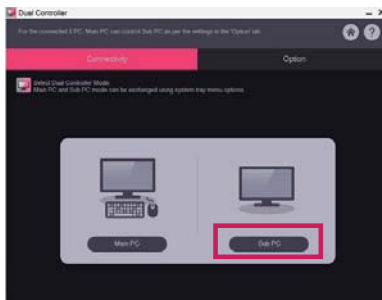 Dual Controller
For the connected 2 PC, Main PC can control Sub PC as per the settings in the 'Option' tab.
Connectivity
Option
Select Dual Controller Mode.
Main PC and Sub PC mode can be exchanged using system tray menu options
Main PC
Sub PC